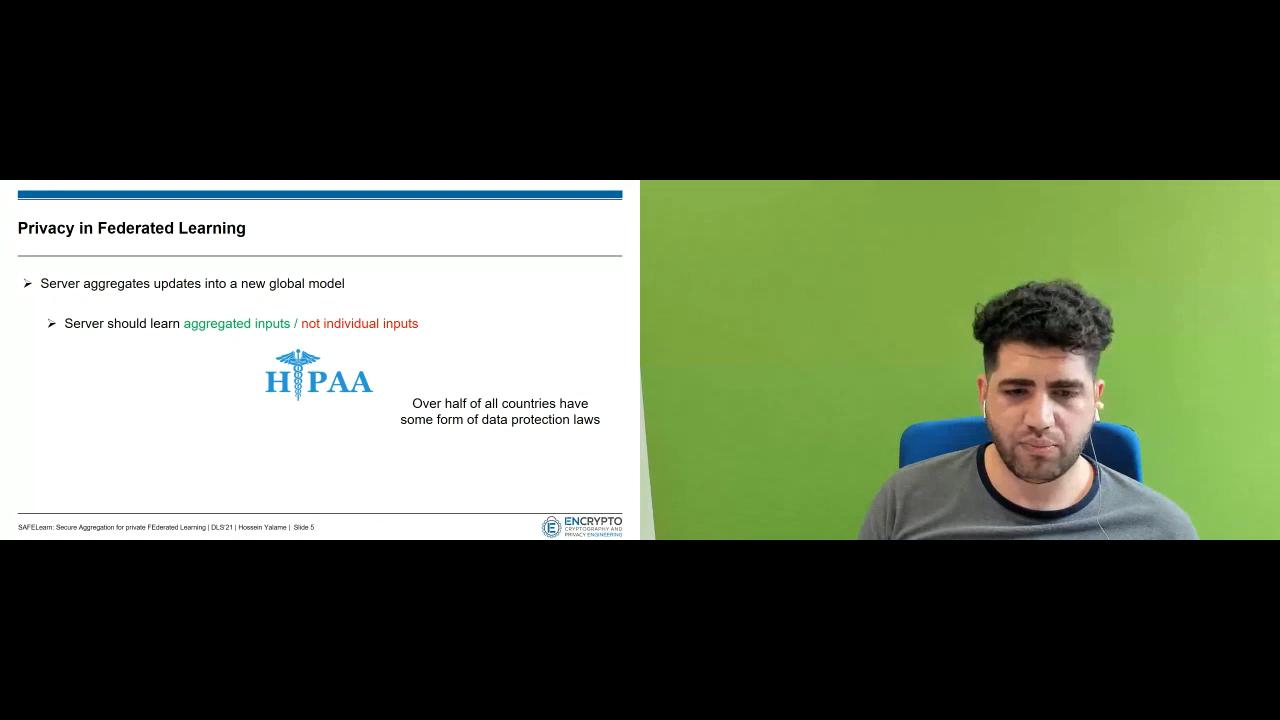 Privacy in Federated Learning
Server aggregates updates into a new global model
Server should learn aggregated inputs / not individual inputs
HIPAA
Over half of all countries have
some form of data protection laws
SAFELearn: Secure Aggregation for private FEderated Learning | DLS'21 | Hossein Yalame | Slide 5
ENCRYPTO
CRYPTOGRAPHY AND
PRIVACY ENGINEERING